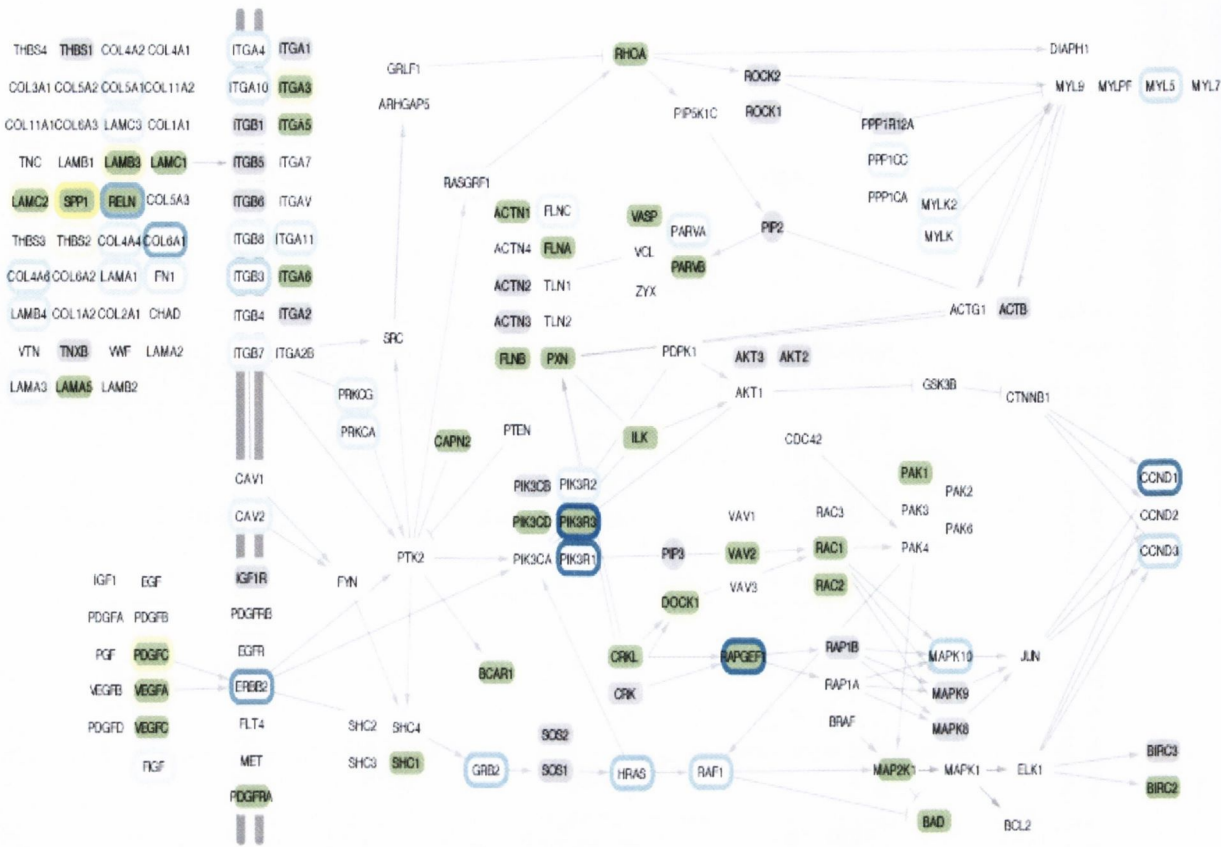 THBS4 THBS1 COL4A2 COL4A1
COL3A1 COL5A2 COL5A1 COL11A2
COL11A1 COL6A3 LAMC3 COL1A1
TNC LAMB1 LAMB3 LAMC1
LAMC2 SPP1 RELN COL5A3
THBS3 THBS2 COL4A4 COL6A1
COL4A6 COL6A2 LAMA1 FN1
LAMB4 COL1A2 COL2A1 CHAD
VTN TNXB VWF LAMA2
LAMA3 LAMA5 LAMB2
ITGA4 ITGA1
ITGA10 ITGA3
ITGB1 ITGA5
ITGB5 ITGA7
ITGB6 ITGAV
ITGB8 ITGA11
ITGB3 ITGA6
ITGB4 ITGA2
ITGB7 ITGA2B
CAV1
CAV2
IGF1R
PDGFRB
EGFR
ERBB2
FLT4
MET
PDGFRA
IGF1 EGF
PDGFA PDGFB
PGF PDGFC
VEGFB VEGFA
PDGFD VEGFC
FIGF
GRLF1
ARHGAP5
RASGRF1
SRC
PRKCG
PRKCA
CAPN2
PTEN
FYN
PTK2
BCAR1
SHC2 SHC4
SHC3 SHC1
GRB2
SOS2
SOS1
HRAS
RAF1
ACTN1 FLNC
ACTN4 FLNA
ACTN2 TLN1
ACTN3 TLN2
FLNB PXN
VASP
PARVA
VCL
PARVB
ZYX
ILK
PIK3CB PIK3R2
PIK3CD PIK3R3
PIK3CA PIK3R1
RHOA
PIP5K1C
PIP2
ROCK2
ROCK1
PPP1R12A
PPP1CC
PPP1CA
MYLK2
MYLK
DIAPH1
MYL9 MYLPF MYL5 MYL7
ACTG1 ACTB
PDPK1
AKT3 AKT2
AKT1
GSK3B
CTNNB1
CDC42
PAK1
PAK2
PAK3
PAK6
PAK4
VAV1
PIP3
VAV2
VAV3
RAC3
RAC1
RAC2
DOCK1
CRKL
CRK
RAPGEF1
RAP1B
RAP1A
BRAF
MAPK10
MAPK9
MAPK8
JUN
MAP2K1
MAPK1
ELK1
BAD
BCL2
CCND1
CCND2
CCND3
BIRC3
BIRC2